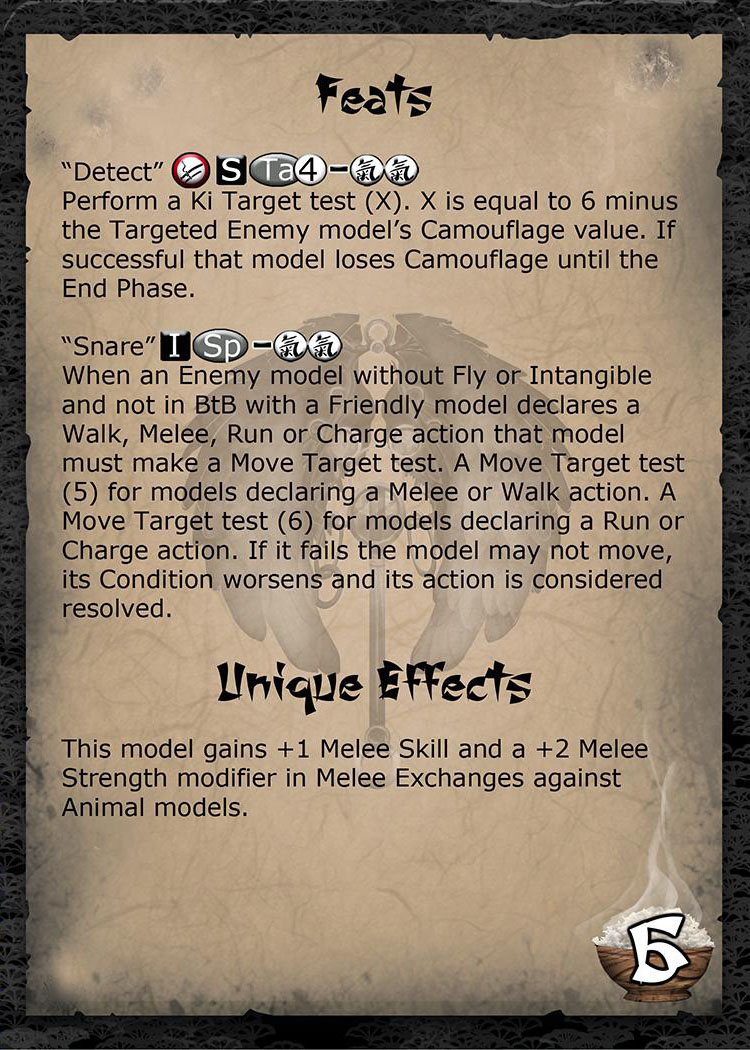 Feats
“Detect” S Ta4-氣氣
Perform a Ki Target test (X). X is equal to 6 minus
the Targeted Enemy model’s Camouflage value. If
successful that model loses Camouflage until the
End Phase.
“Snare” I Sp-氣氣
When an Enemy model without Fly or Intangible
and not in BtB with a Friendly model declares a
Walk, Melee, Run or Charge action that model
must make a Move Target test. A Move Target test
(5) for models declaring a Melee or Walk action. A
Move Target test (6) for models declaring a Run or
Charge action. If it fails the model may not move,
its Condition worsens and its action is considered
resolved.
Unique Effects
This model gains +1 Melee Skill and a +2 Melee
Strength modifier in Melee Exchanges against
Animal models.
6